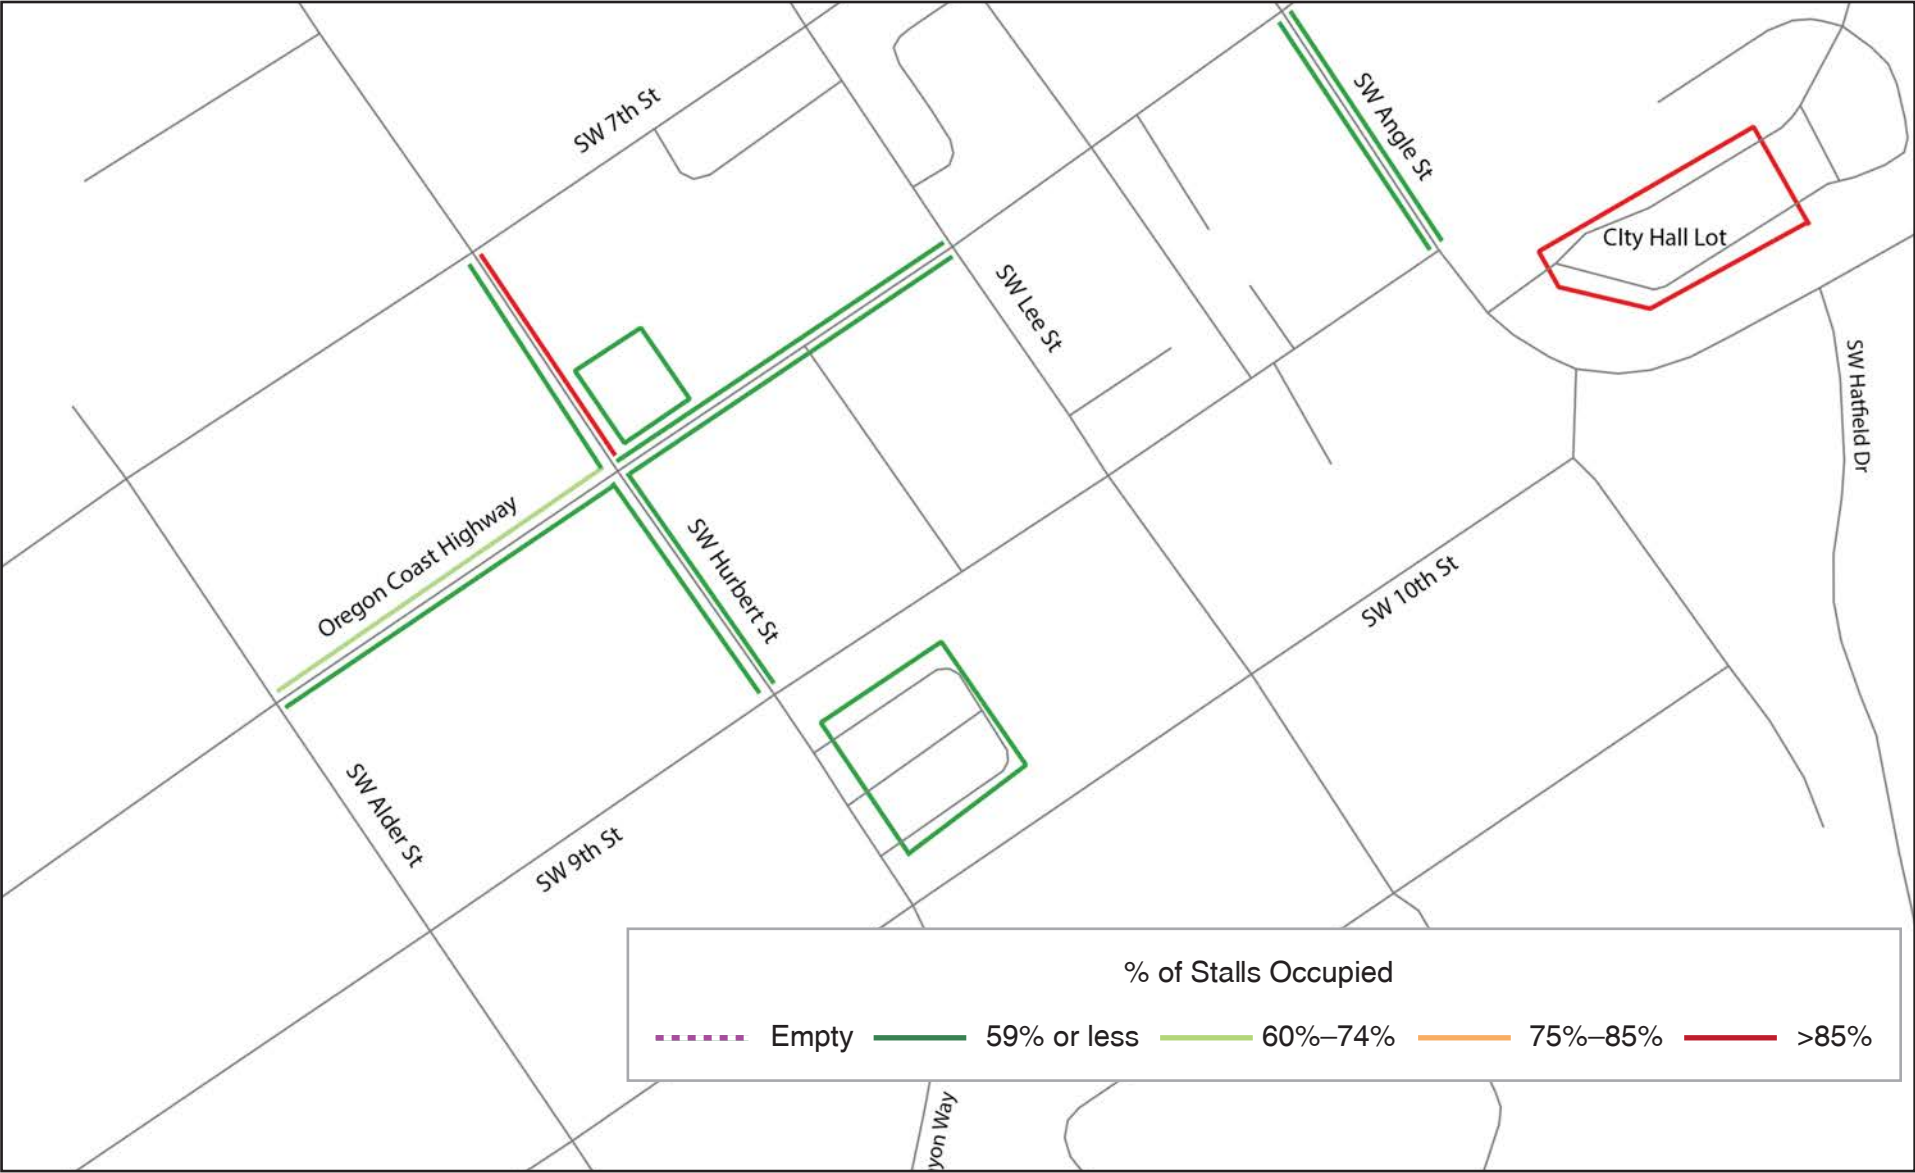 SW 7th St
SW Angle St
CIty Hall Lot
SW Lee St
SW Hatfield Dr
Oregon Coast Highway
SW Hurbert St
SW 10th St
SW Alder St
SW 9th St
% of Stalls Occupied
Empty 59% or less 60%–74% 75%–85% >85%
yon Way